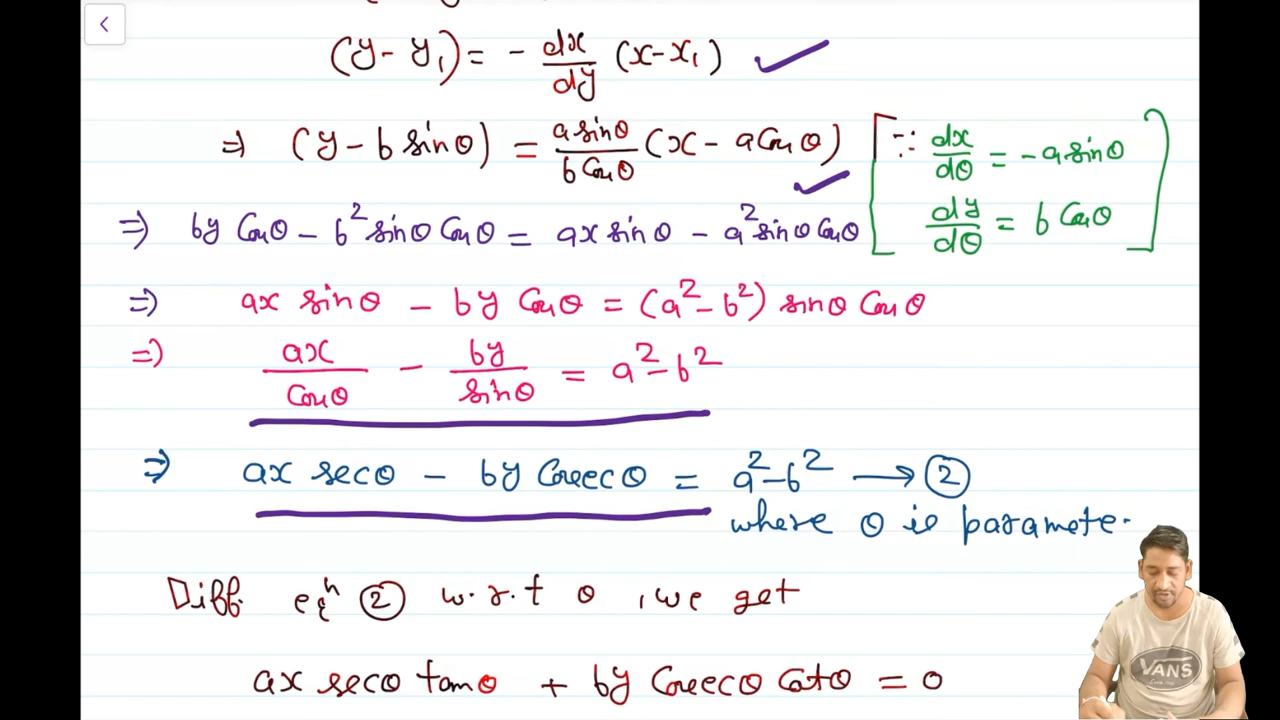 (y - y₁) = - dx/dy (x - x₁)
⇒ (y - b sinθ) = a sinθ / b Cosθ (x - a Cosθ) [∵ dx/dθ = -a sinθ
dy/dθ = b Cosθ ]
⇒ by Cosθ - b² sinθ Cosθ = ax sinθ - a² sinθ Cosθ
⇒ ax sinθ - by Cosθ = (a² - b²) sinθ Cosθ
⇒ ax/Cosθ - by/sinθ = a² - b²
⇒ ax secθ - by Cosecθ = a² - b² → ②
where θ is paramete.
Diff. eqⁿ ② w.r.t θ , we get
ax secθ tanθ + by Cosecθ Cotθ = 0
VANS